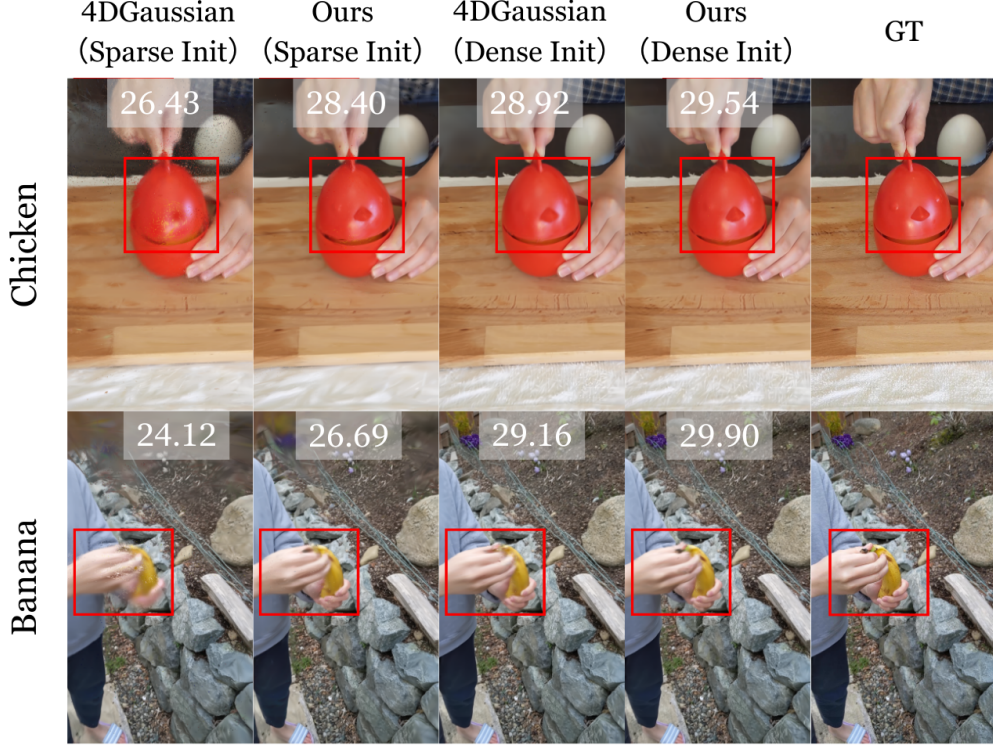 4DGaussian
(Sparse Init)
Ours
(Sparse Init)
4DGaussian
(Dense Init)
Ours
(Dense Init)
GT
Chicken
26.43
28.40
28.92
29.54
Banana
24.12
26.69
29.16
29.90